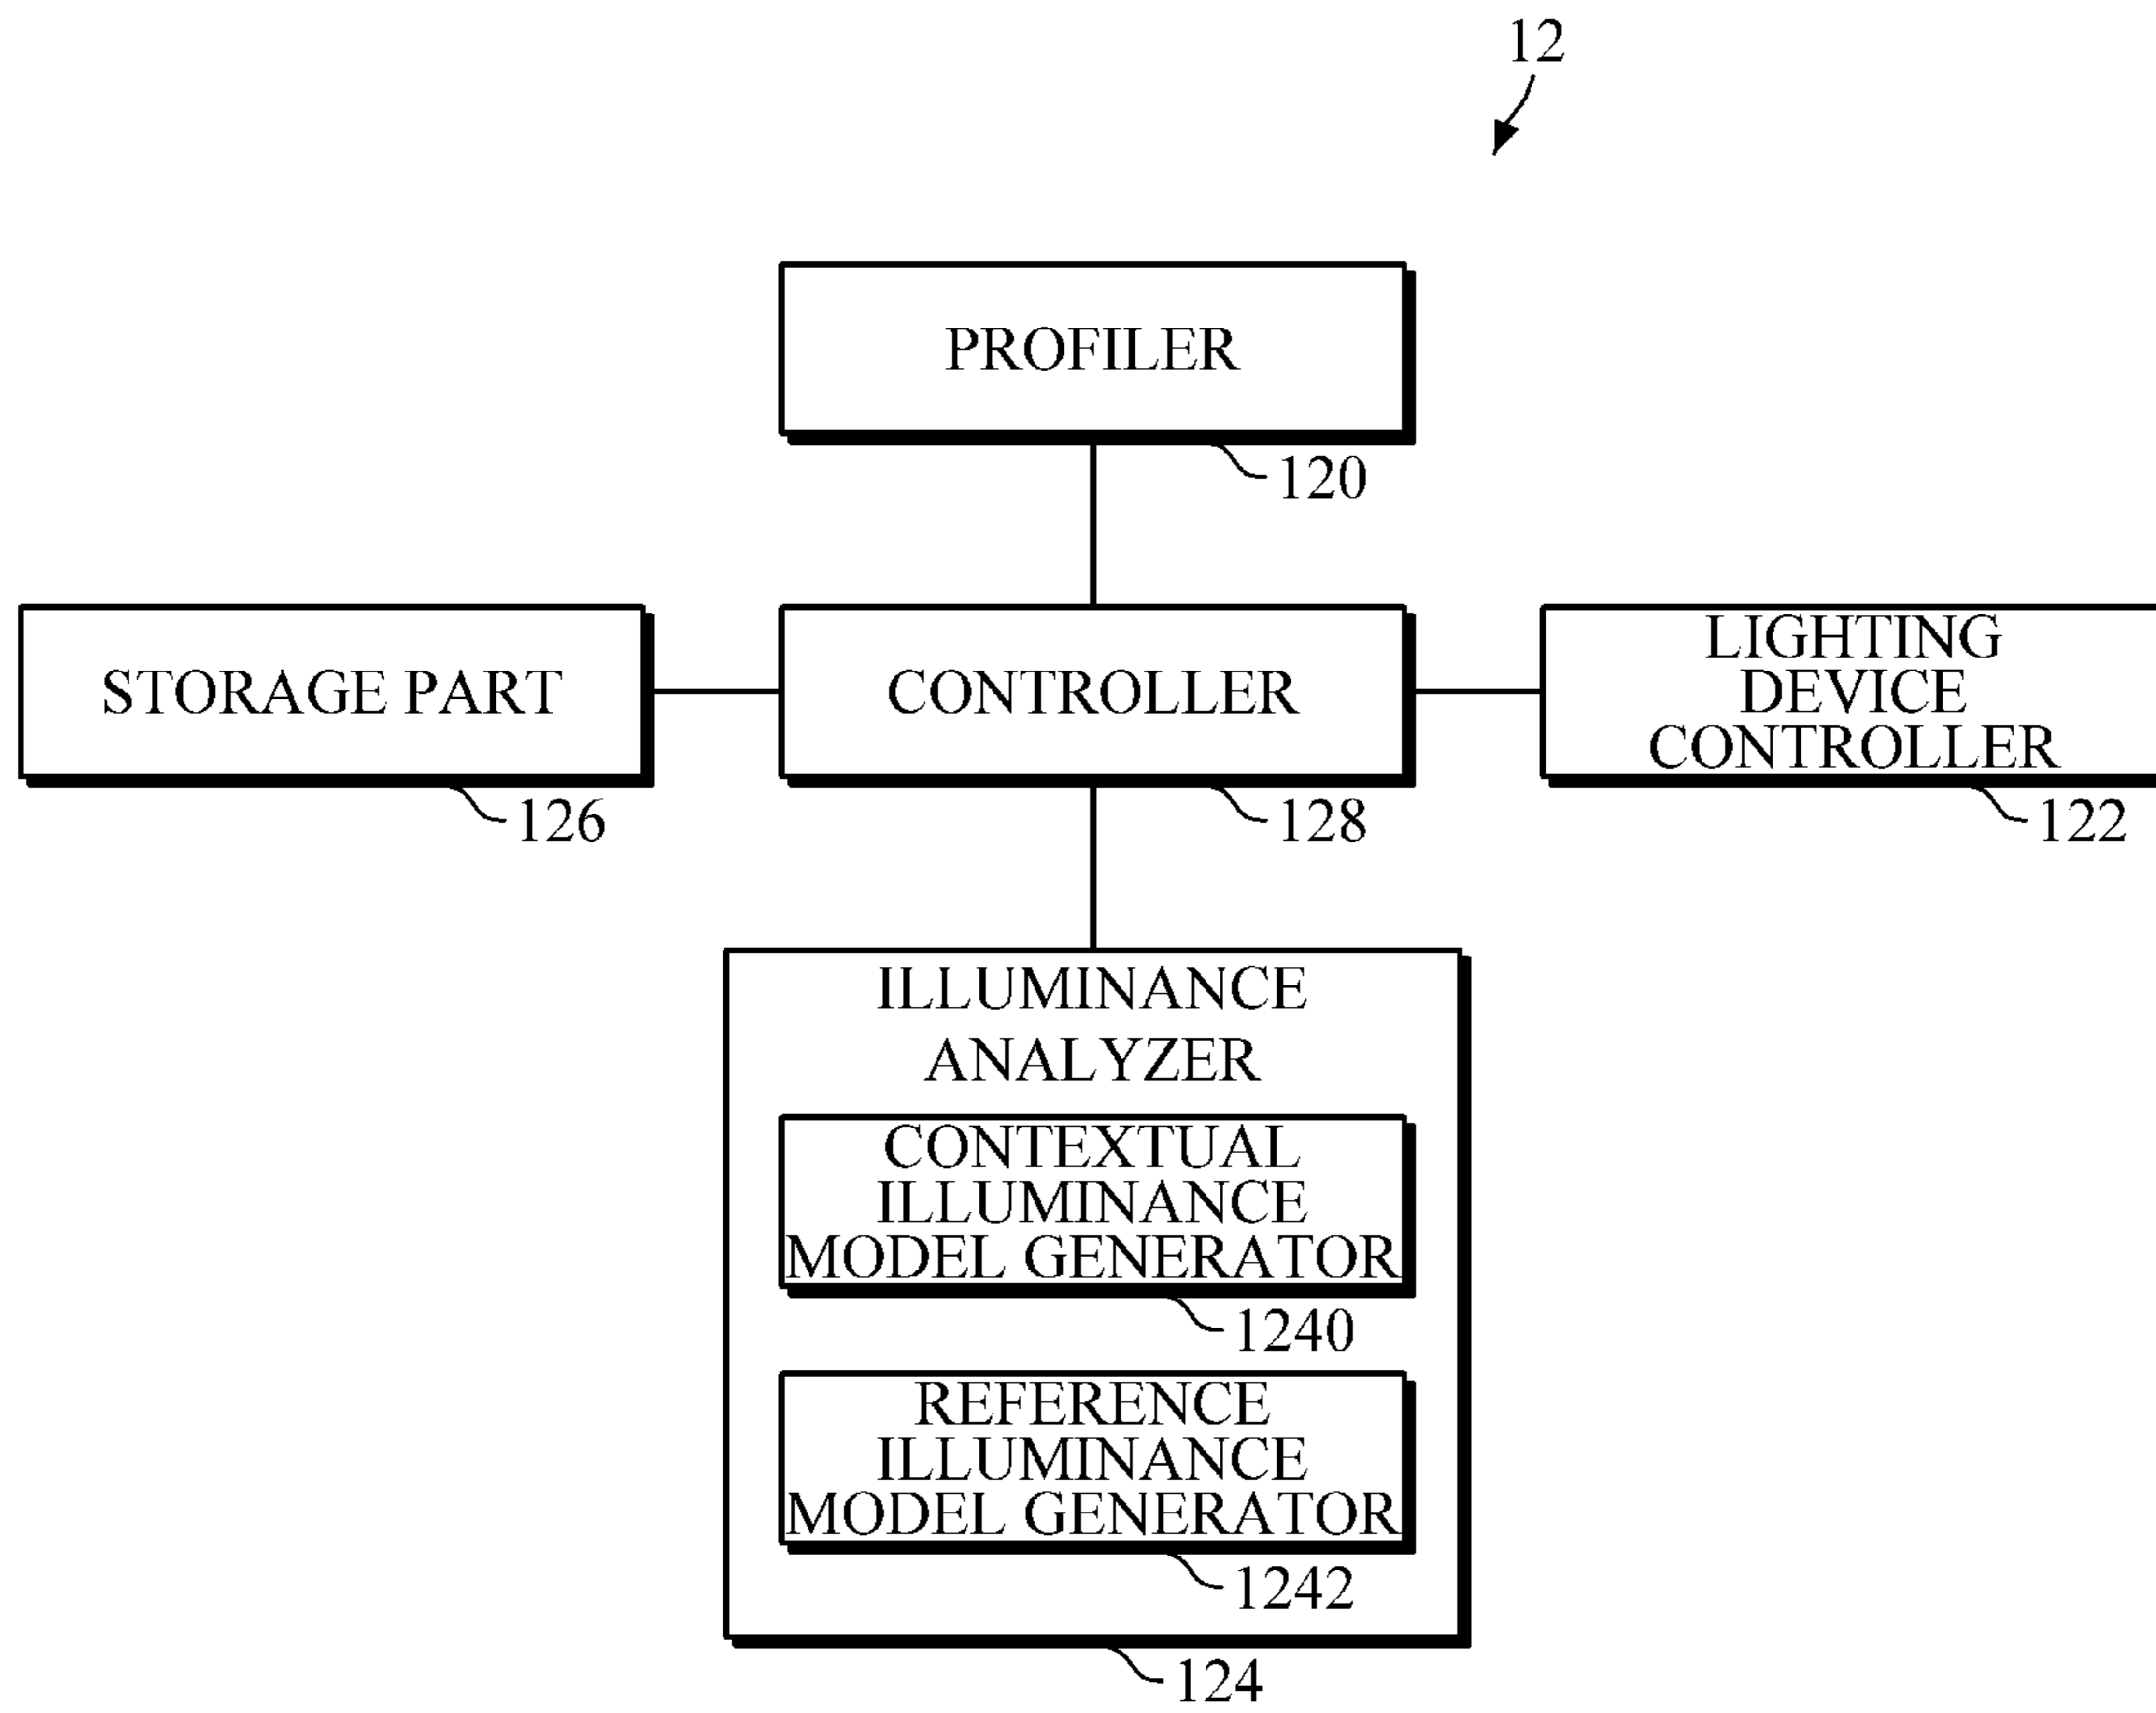 12
PROFILER
120
STORAGE PART
CONTROLLER
LIGHTING
DEVICE
CONTROLLER
126
128
122
ILLUMINANCE
ANALYZER
CONTEXTUAL
ILLUMINANCE
MODEL GENERATOR
1240
REFERENCE
ILLUMINANCE
MODEL GENERATOR
1242
124